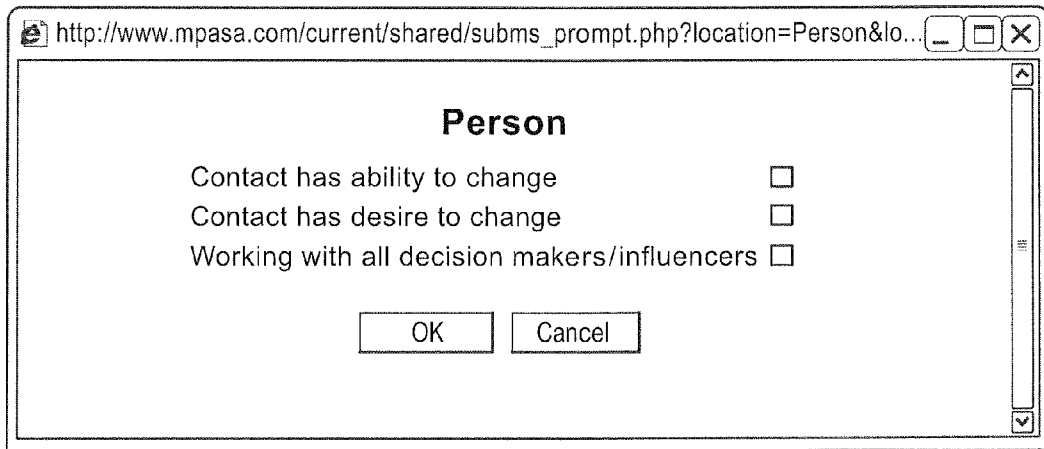 http://www.mpasa.com/current/shared/subms_prompt.php?location=Person&lo...
Person
Contact has ability to change
Contact has desire to change
Working with all decision makers/influencers
OK Cancel